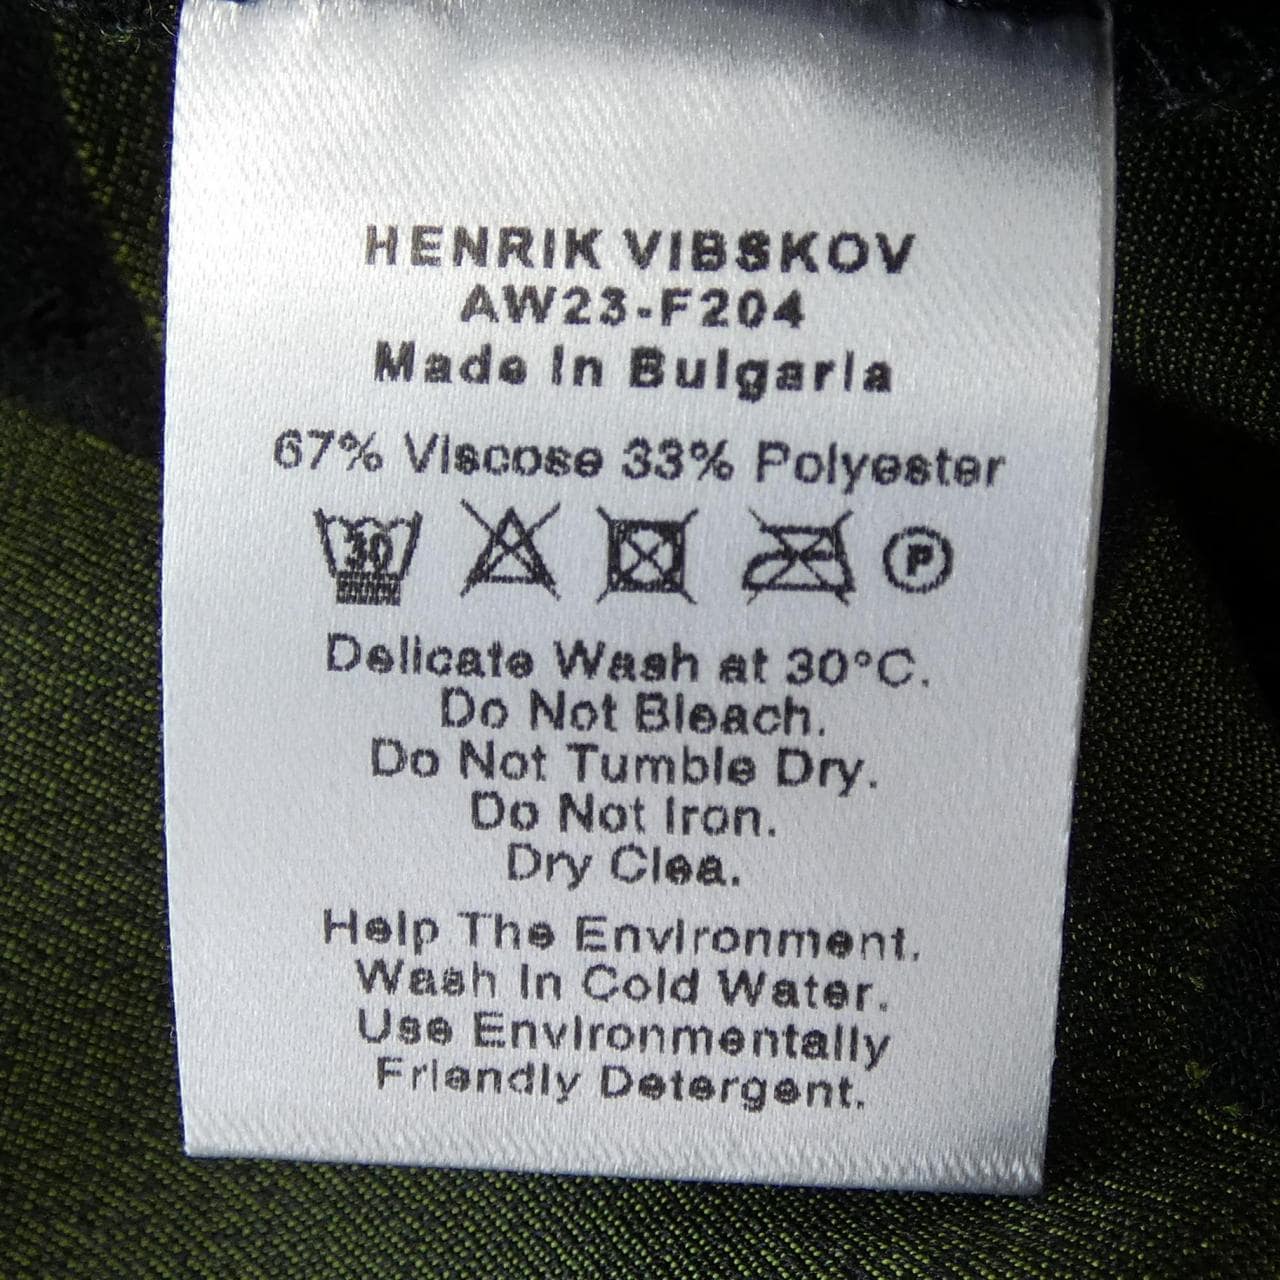 HENRIK VIBSKOV
AW23-F204
Made In Bulgaria
67% Viscose 33% Polyester
30 P
Delicate Wash at 30°C.
Do Not Bleach.
Do Not Tumble Dry.
Do Not Iron.
Dry Clea.
Help The Environment.
Wash In Cold Water.
Use Environmentally
Friendly Detergent.